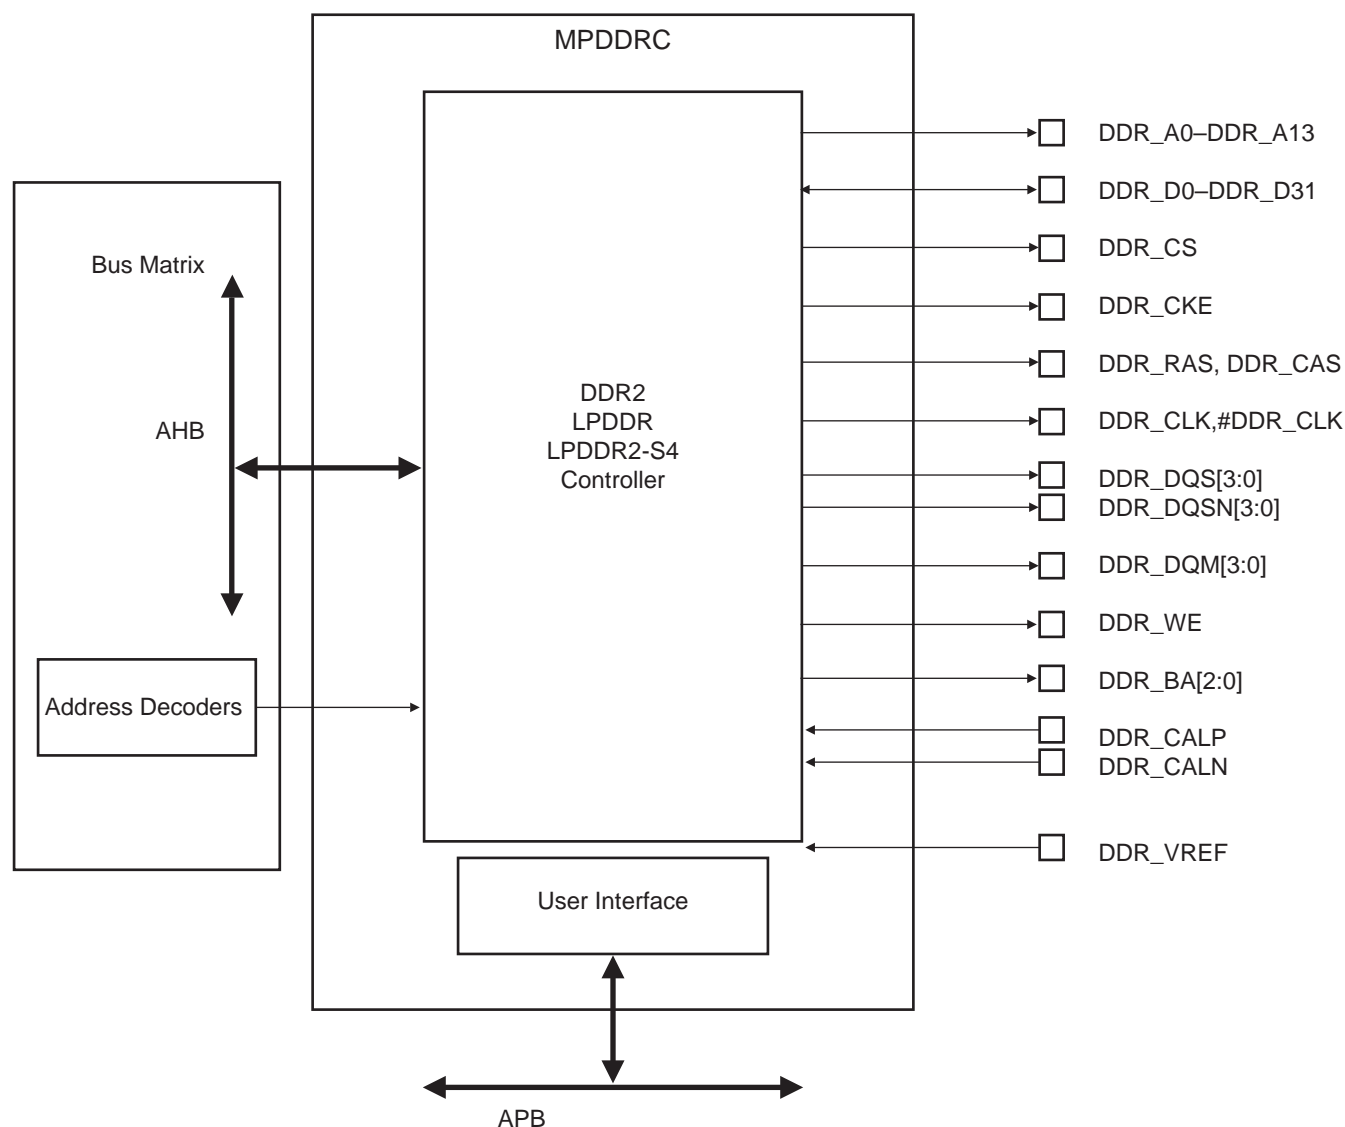 MPDDRC
Bus Matrix
AHB
Address Decoders
DDR2
LPDDR
LPDDR2-S4
Controller
User Interface
APB
DDR_A0–DDR_A13
DDR_D0–DDR_D31
DDR_CS
DDR_CKE
DDR_RAS, DDR_CAS
DDR_CLK,#DDR_CLK
DDR_DQS[3:0]
DDR_DQSN[3:0]
DDR_DQM[3:0]
DDR_WE
DDR_BA[2:0]
DDR_CALP
DDR_CALN
DDR_VREF